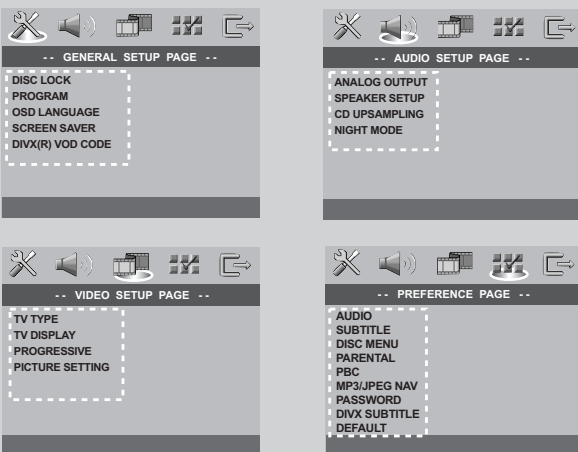 -- GENERAL SETUP PAGE --
DISC LOCK
PROGRAM
OSD LANGUAGE
SCREEN SAVER
DIVX(R) VOD CODE
-- AUDIO SETUP PAGE --
ANALOG OUTPUT
SPEAKER SETUP
CD UPSAMPLING
NIGHT MODE
-- VIDEO SETUP PAGE --
TV TYPE
TV DISPLAY
PROGRESSIVE
PICTURE SETTING
-- PREFERENCE PAGE --
AUDIO
SUBTITLE
DISC MENU
PARENTAL
PBC
MP3/JPEG NAV
PASSWORD
DIVX SUBTITLE
DEFAULT